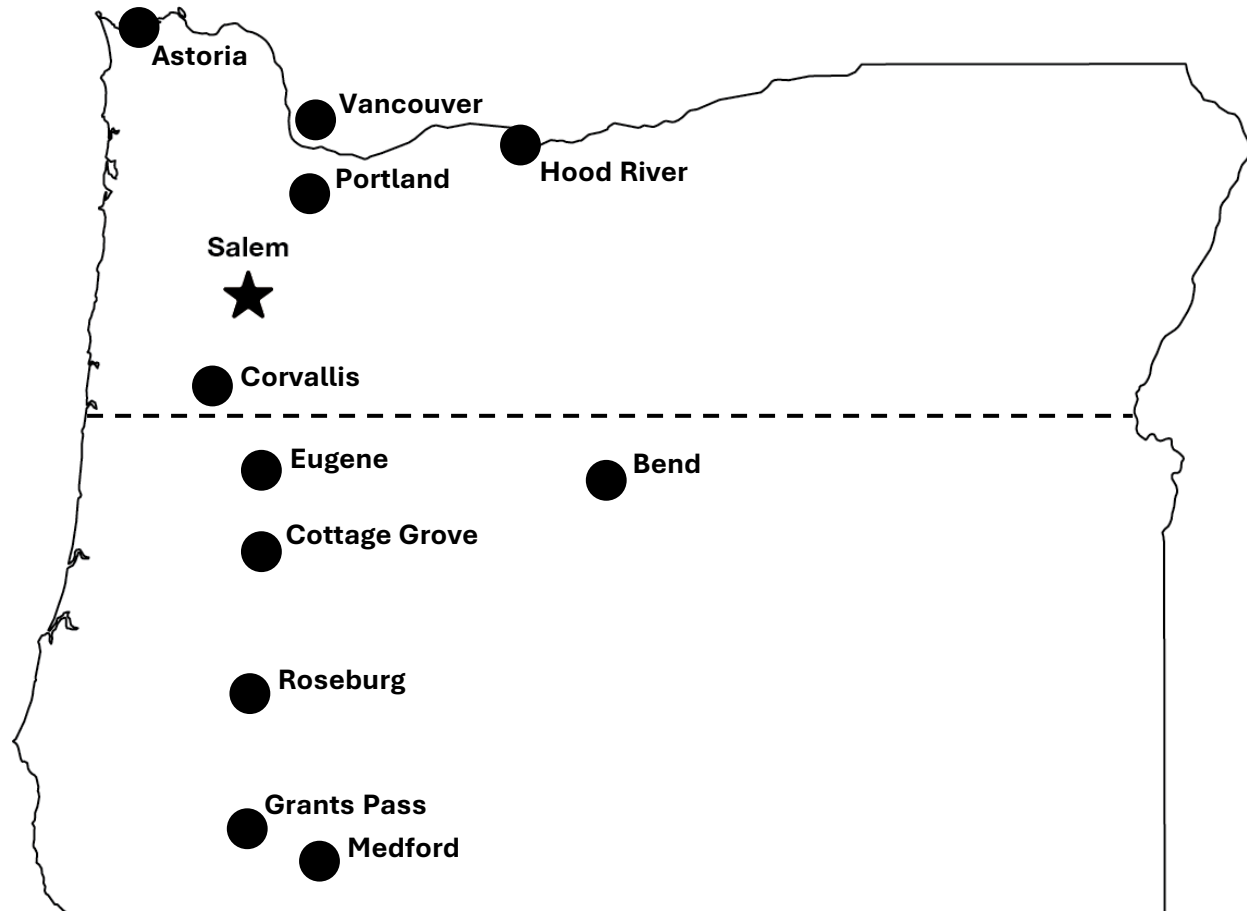 Astoria
Vancouver
Hood River
Portland
Salem
Corvallis
Eugene
Bend
Cottage Grove
Roseburg
Grants Pass
Medford